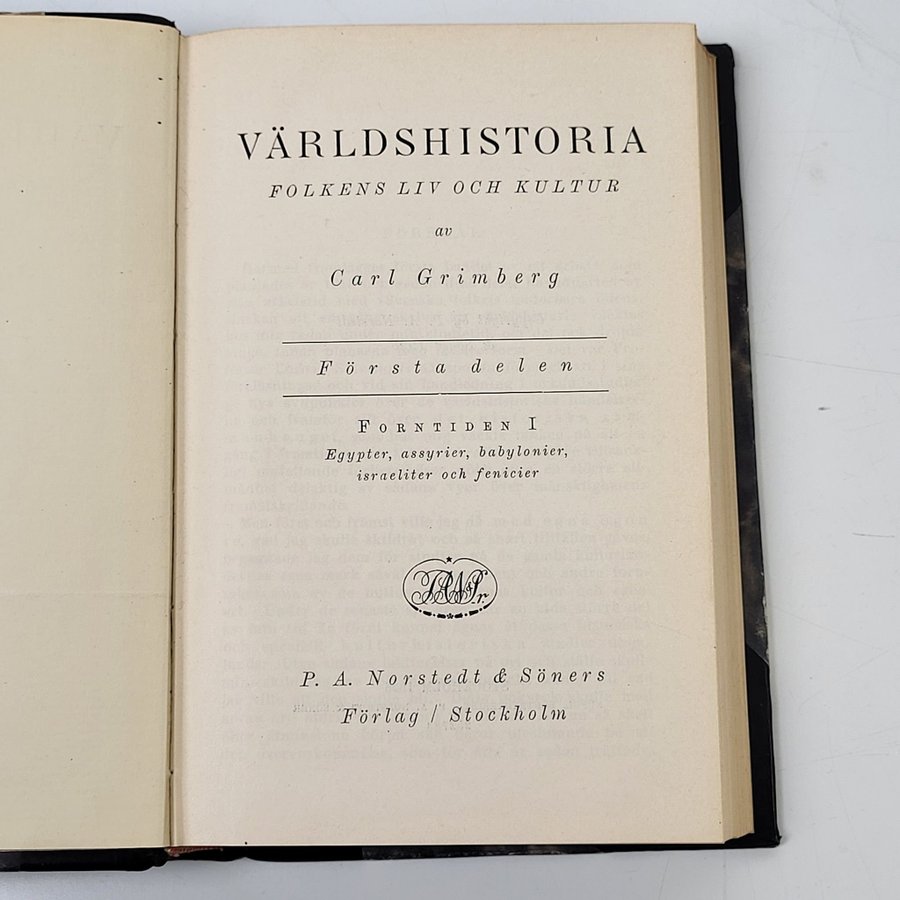 VÄRLDSHISTORIA
FOLKENS LIV OCH KULTUR
av
Carl Grimberg
Första delen
FORNTIDEN I
Egypter, assyrier, babylonier,
israeliter och fenicier
P. A. Norstedt & Söners
Förlag / Stockholm